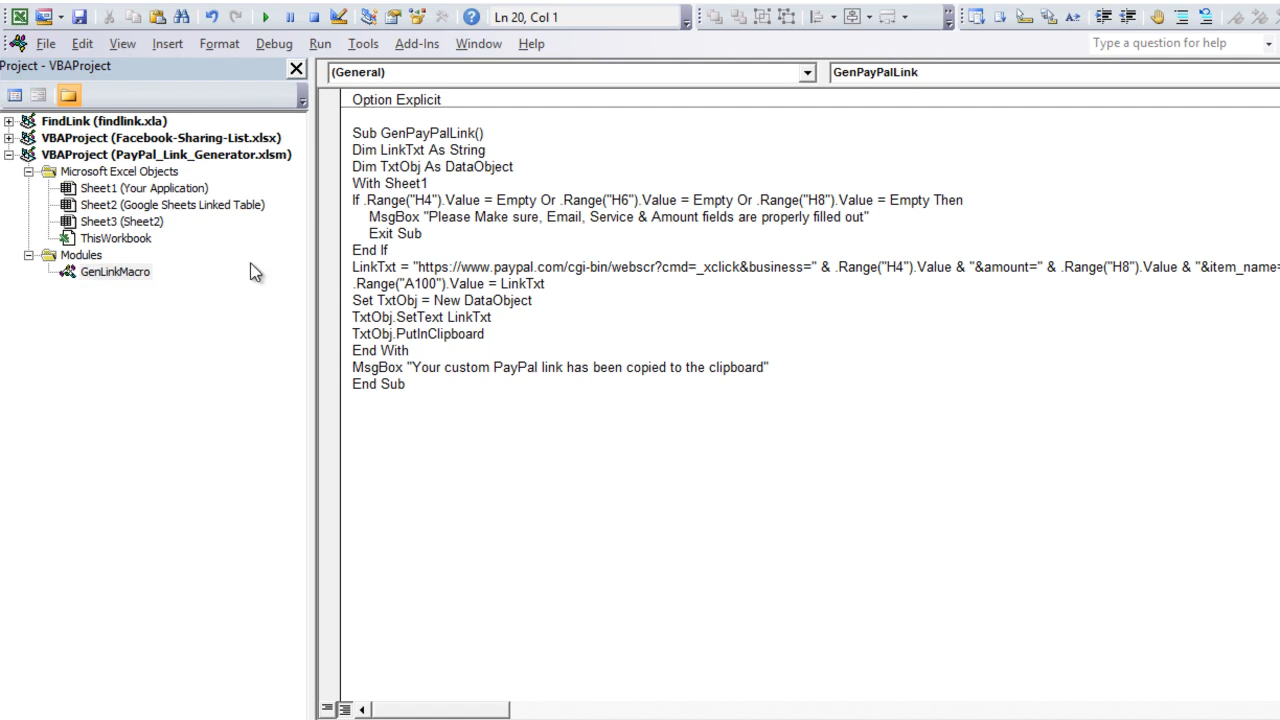 Ln 20, Col 1
File Edit View Insert Format Debug Run Tools Add-Ins Window Help
Type a question for help
Project - VBAProject
(General)
GenPayPalLink
FindLink (findlink.xla)
VBAProject (Facebook-Sharing-List.xlsx)
VBAProject (PayPal_Link_Generator.xlsm)
Microsoft Excel Objects
Sheet1 (Your Application)
Sheet2 (Google Sheets Linked Table)
Sheet3 (Sheet2)
ThisWorkbook
Modules
GenLinkMacro
Option Explicit
Sub GenPayPalLink()
Dim LinkTxt As String
Dim TxtObj As DataObject
With Sheet1
If .Range("H4").Value = Empty Or .Range("H6").Value = Empty Or .Range("H8").Value = Empty Then
MsgBox "Please Make sure, Email, Service & Amount fields are properly filled out"
Exit Sub
End If
LinkTxt = "https://www.paypal.com/cgi-bin/webscr?cmd=_xclick&business=" & .Range("H4").Value & "&amount=" & .Range("H8").Value & "&item_name=
.Range("A100").Value = LinkTxt
Set TxtObj = New DataObject
TxtObj.SetText LinkTxt
TxtObj.PutInClipboard
End With
MsgBox "Your custom PayPal link has been copied to the clipboard"
End Sub